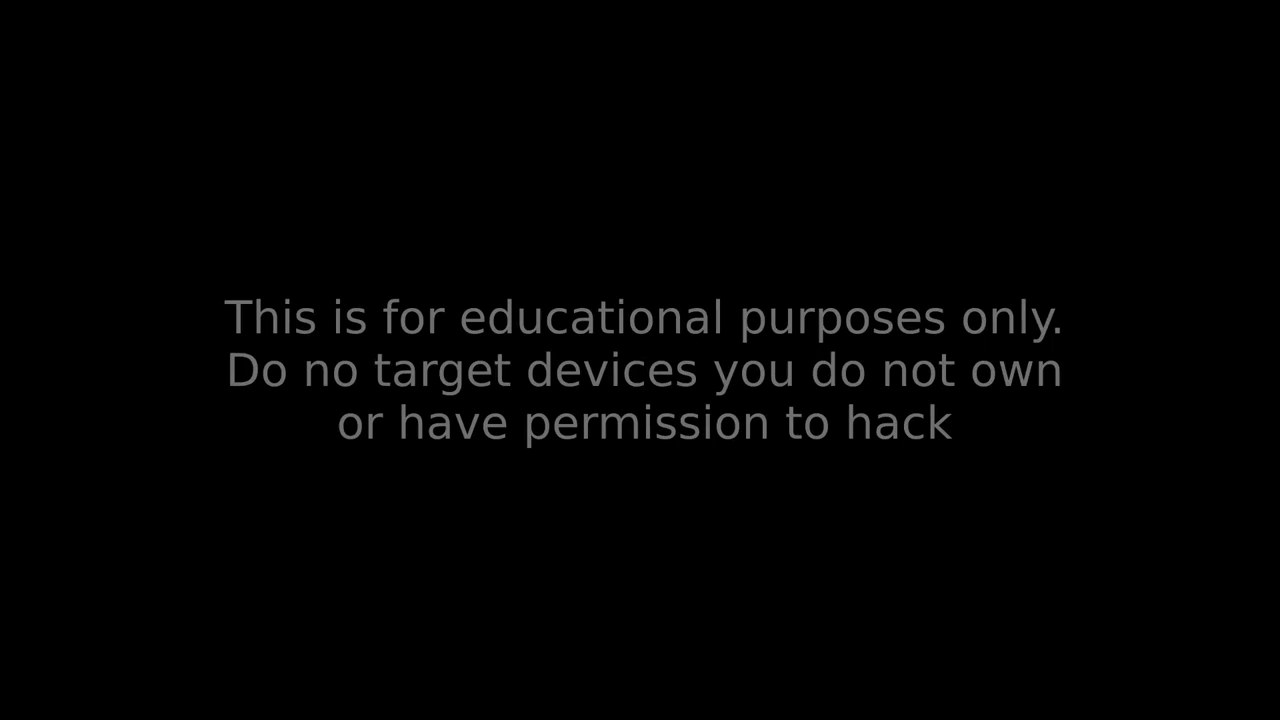 This is for educational purposes only.
Do no target devices you do not own
or have permission to hack